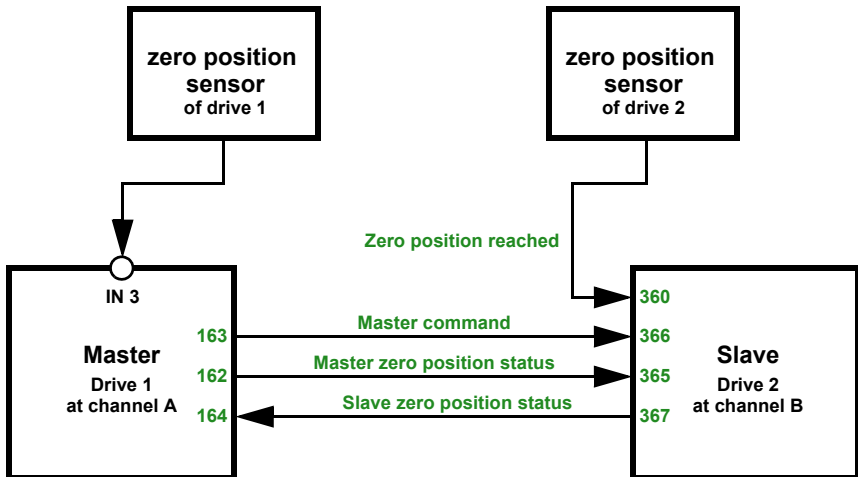 zero position
sensor
of drive 1
zero position
sensor
of drive 2
Zero position reached
IN 3
360
163
Master command
366
Master
Slave
162
Master zero position status
365
Drive 1
at channel A
Drive 2
at channel B
164
Slave zero position status
367